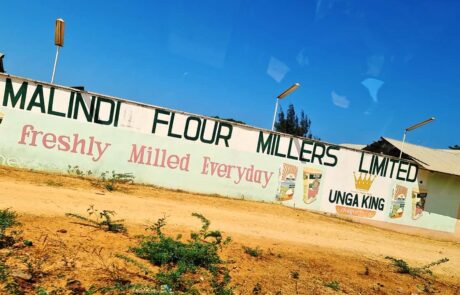 MALINDI FLOUR MILLERS LIMITED
freshly Milled Everyday
UNGA KING